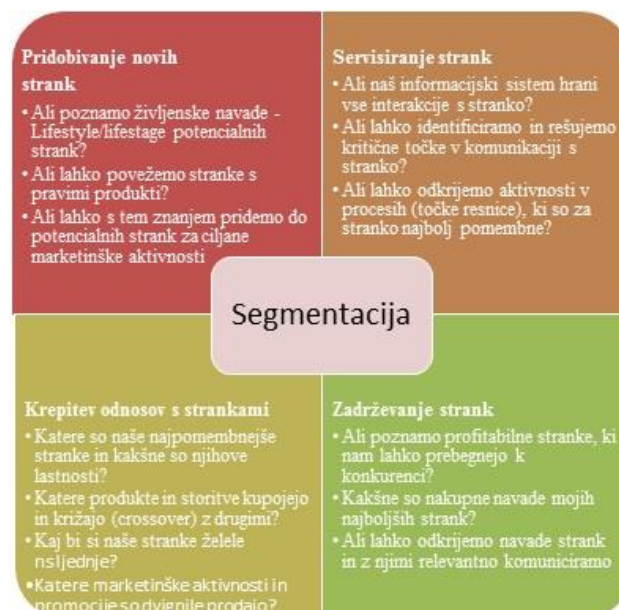 Pridobivanje novih
strank
• Ali poznamo življenske navade -
Lifestyle/lifestage potencialnih
strank?
• Ali lahko povežemo stranke s
pravimi produkti?
• Ali lahko s tem znanjem pridemo do
potencialnih strank za ciljane
marketinške aktivnosti
Servisiranje strank
• Ali naš informacijski sistem hrani
vse interakcije s stranko?
• Ali lahko identificiramo in rešujemo
kritične točke v komunikaciji s
stranko?
• Ali lahko odkrijemo aktivnosti v
procesih (točke resnice), ki so za
stranko najbolj pomembne?
Segmentacija
Krepitev odnosov s strankami
• Katere so naše najpomembnejše
stranke in kakšne so njihove
lastnosti?
• Katere produkte in storitve kupojejo
in križajo (crossover) z drugimi?
• Kaj bi si naše stranke želele
nsljednje?
• Katere marketinške aktivnosti in
promocije so dvignile prodajo?
Zadrževanje strank
• Ali poznamo profitabilne stranke, ki
nam lahko prebegnejo k
konkurenci?
• Kakšne so nakupne navade mojih
najboljših strank?
• Ali lahko odkrijemo navade strank
in z njimi relevantno komuniciramo